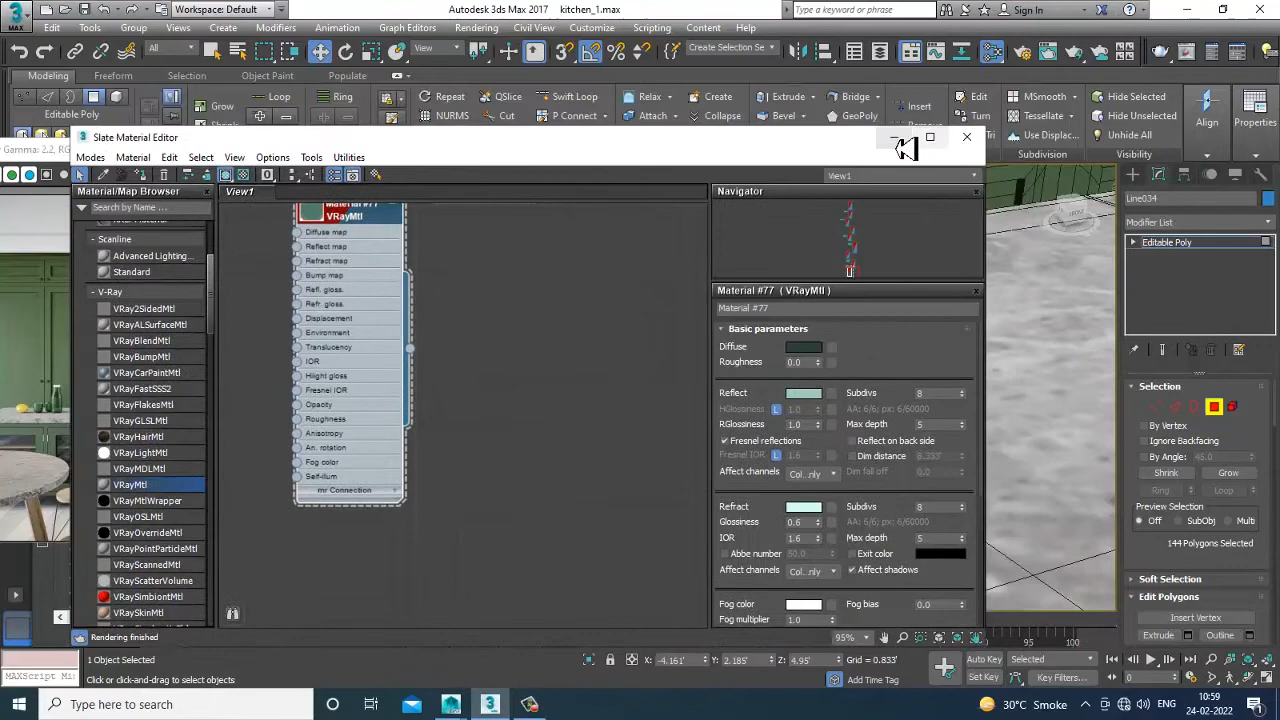 Autodesk 3ds Max 2017 kitchen_1.max
Workspace: Default
Type a keyword or phrase
Sign In
Edit Tools Group Views Create Modifiers Animation Graph Editors Rendering Civil View Customize Scripting Content Help
All View Create Selection Se
Modeling Freeform Selection Object Paint Populate
Grow Loop Ring Repeat QSlice Swift Loop Relax Create Extrude Bridge Insert Edit MSmooth Hide Selected
NURMS P Connect Attach Collapse Bevel GeoPoly Turn Use Displac... Hide Unselected
Editable Poly Tesselate Unhide All Align Properties
Subdivision Visibility
Gamma: 2.2, R
Slate Material Editor
Modes Material Edit Select View Options Tools Utilities
View1
Material/Map Browser
Search by Name ...
- Scanline
Advanced Lighting...
Standard
- V-Ray
VRay2SidedMtl
VRayALSurfaceMtl
VRayBlendMtl
VRayBumpMtl
VRayCarPaintMtl
VRayFastSSS2
VRayFlakesMtl
VRayGLSLMtl
VRayHairMtl
VRayLightMtl
VRayMDLMtl
VRayMtl
VRayMtlWrapper
VRayOSLMtl
VRayOverrideMtl
VRayPointParticleMtl
VRayScannedMtl
VRayScatterVolume
VRaySimbiontMtl
VRaySkinMtl
Rendering finished
View1
Material #77
VRayMtl
Diffuse map
Reflect map
Refract map
Bump map
Refl. gloss.
Refr. gloss.
Displacement
Environment
Translucency
IOR
Hilight gloss
Fresnel IOR
Opacity
Roughness
Anisotropy
An. rotation
Fog color
Self-illum
mr Connection
Navigator
Material #77 ( VRayMtl )
Material #77
Basic parameters
Diffuse
Roughness 0.0
Reflect Subdivs 8
HGlossiness L 1.0 AA: 6/6; px: 6/60000
RGlossiness 1.0 Max depth 5
Fresnel reflections Reflect on back side
Fresnel IOR L 1.6 Dim distance 8.333'
Affect channels Col...nly Dim fall off 0.0
Refract Subdivs 8
Glossiness 0.6 AA: 6/6; px: 6/60000
IOR 1.6 Max depth 5
Abbe number 50.0 Exit color
Affect channels Col...nly Affect shadows
Fog color Fog bias 0.0
Fog multiplier 1.0
95%
FRONT
Line034
Modifier List
Editable Poly
- Selection
By Vertex
Ignore Backfacing
By Angle: 45.0
Shrink Grow
Ring Loop
Preview Selection
Off SubObj Multi
144 Polygons Selected
Soft Selection
- Edit Polygons
Insert Vertex
Extrude Outline
95 100
MAXScript Mi
1 Object Selected
Click or click-and-drag to select objects
X: -4.161' Y: 2.185' Z: 4.95' Grid = 0.833'
Add Time Tag
Auto Key Selected
Set Key Key Filters... 0
Type here to search
30°C Smoke
10:59
24-02-2022